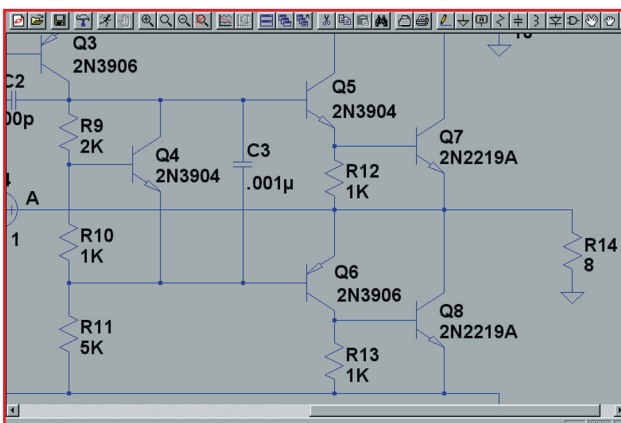 Q3
2N3906
C2
00p
R9
2K
Q4
2N3904
C3
.001µ
Q5
2N3904
Q7
2N2219A
R12
1K
A
1
R10
1K
Q6
2N3906
R14
8
Q8
2N2219A
R11
5K
R13
1K